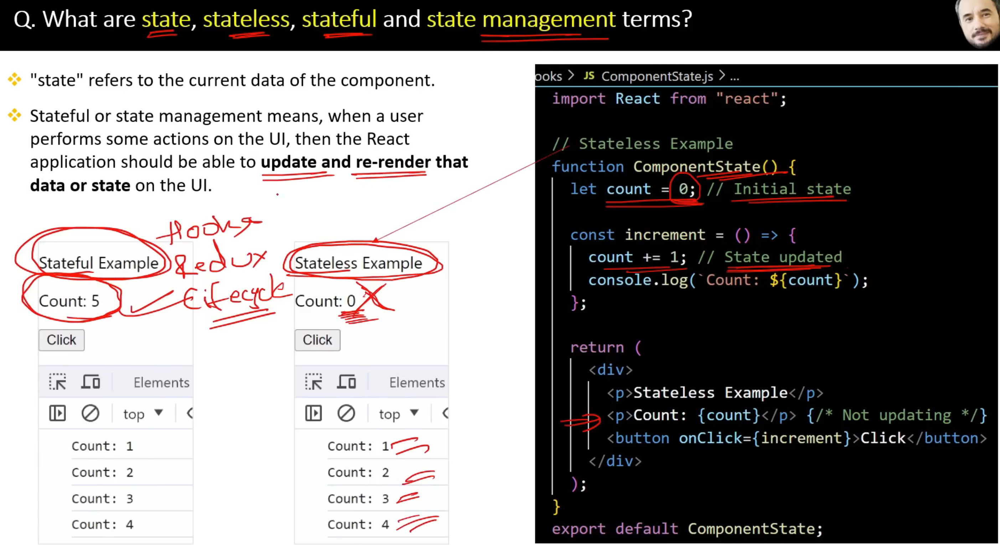 Q. What are state, stateless, stateful and state management terms?
"state" refers to the current data of the component.
Stateful or state management means, when a user
performs some actions on the UI, then the React
application should be able to update and re-render that
data or state on the UI.
Hooks
Redux
Lifecycle
Stateful Example
Count: 5
Click
Elements
top
Count: 1
Count: 2
Count: 3
Count: 4
Stateless Example
Count: 0
Click
Elements
top
Count: 1
Count: 2
Count: 3
Count: 4
ooks > JS ComponentState.js > ...
import React from "react";
// Stateless Example
function ComponentState() {
let count = 0; // Initial state
const increment = () => {
count += 1; // State updated
console.log(`Count: ${count}`);
};
return (
<div>
<p>Stateless Example</p>
<p>Count: {count}</p> {/* Not updating */}
<button onClick={increment}>Click</button>
</div>
);
}
export default ComponentState;